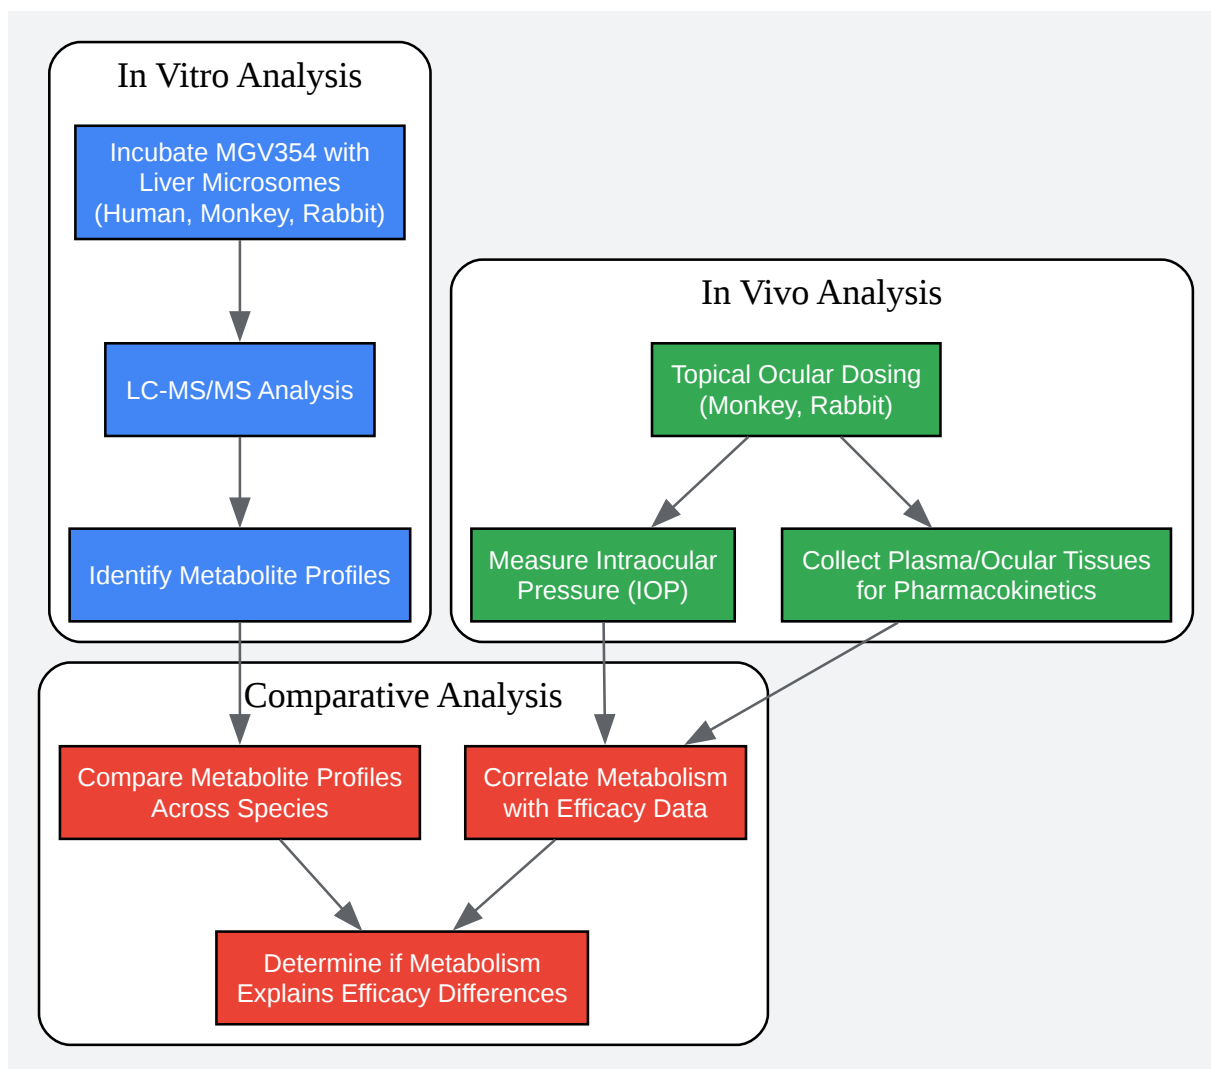 In Vitro Analysis
Incubate MGV354 with
Liver Microsomes
(Human, Monkey, Rabbit)
LC-MS/MS Analysis
Identify Metabolite Profiles
In Vivo Analysis
Topical Ocular Dosing
(Monkey, Rabbit)
Measure Intraocular
Pressure (IOP)
Collect Plasma/Ocular Tissues
for Pharmacokinetics
Comparative Analysis
Compare Metabolite Profiles
Across Species
Correlate Metabolism
with Efficacy Data
Determine if Metabolism
Explains Efficacy Differences